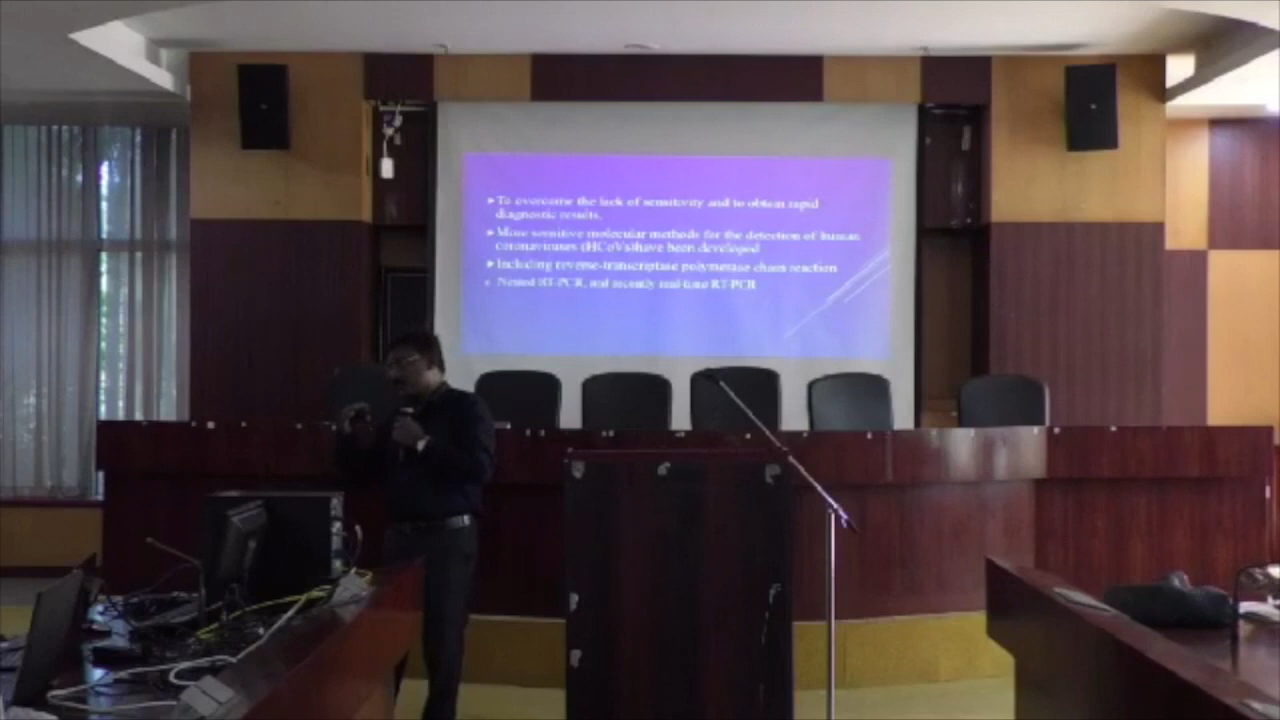 ➤To overcome the lack of sensitivity and to obtain rapid
diagnostic results.
➤More sensitive molecular methods for the detection of human
coronaviruses (HCoVs)have been developed
➤Including reverse-transcriptase polymerase chain reaction
Nested RT-PCR, and recently real-time RT-PCR